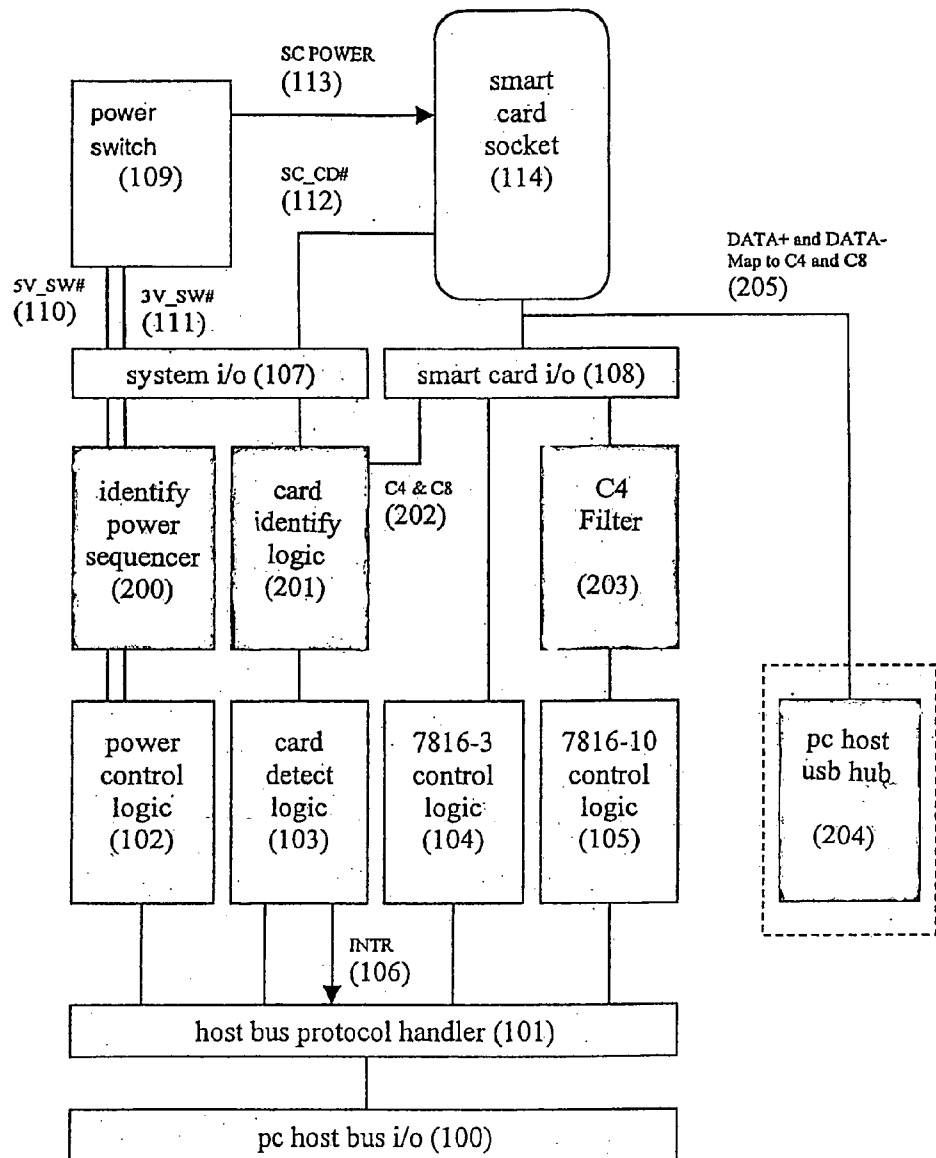 SC POWER
(113)
smart
card
socket
(114)
power
switch
(109)
SC_CD#
(112)
DATA+ and DATA-
Map to C4 and C8
(205)
5V_SW#
(110)
3V_SW#
(111)
system i/o (107)
smart card i/o (108)
identify
power
sequencer
(200)
card
identify
logic
(201)
C4 & C8
(202)
C4
Filter
(203)
power
control
logic
(102)
card
detect
logic
(103)
7816-3
control
logic
(104)
7816-10
control
logic
(105)
pc host
usb hub
(204)
INTR
(106)
host bus protocol handler (101)
pc host bus i/o (100)